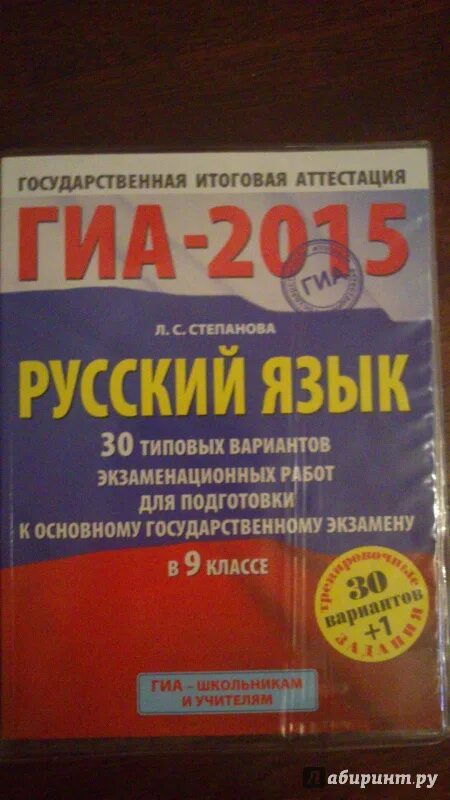 ГОСУДАРСТВЕННАЯ ИТОГОВАЯ АТТЕСТАЦИЯ
ГИА-2015
ГИА
Л. С. СТЕПАНОВА
РУССКИЙ ЯЗЫК
30 ТИПОВЫХ ВАРИАНТОВ
ЭКЗАМЕНАЦИОННЫХ РАБОТ
ДЛЯ ПОДГОТОВКИ
К ОСНОВНОМУ ГОСУДАРСТВЕННОМУ ЭКЗАМЕНУ
В 9 КЛАССЕ
тренировочные
30
вариантов
+1
ЗАДАНИЯ
ГИА – ШКОЛЬНИКАМ
И УЧИТЕЛЯМ
Лабиринт.ру